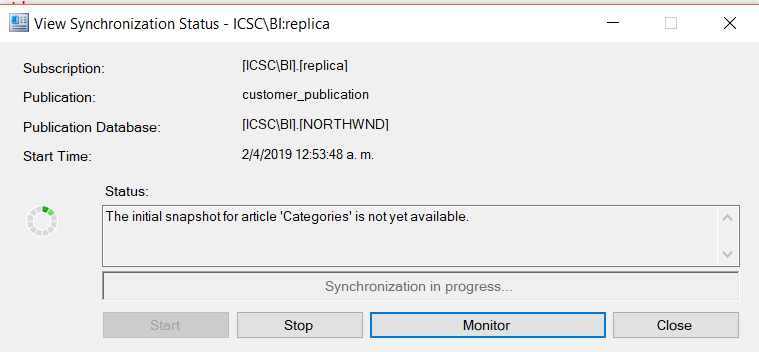 View Synchronization Status - ICSC\BI:replica
Subscription: [ICSC\BI].[replica]
Publication: customer_publication
Publication Database: [ICSC\BI].[NORTHWND]
Start Time: 2/4/2019 12:53:48 a. m.
Status:
The initial snapshot for article 'Categories' is not yet available.
Synchronization in progress...
Start Stop Monitor Close